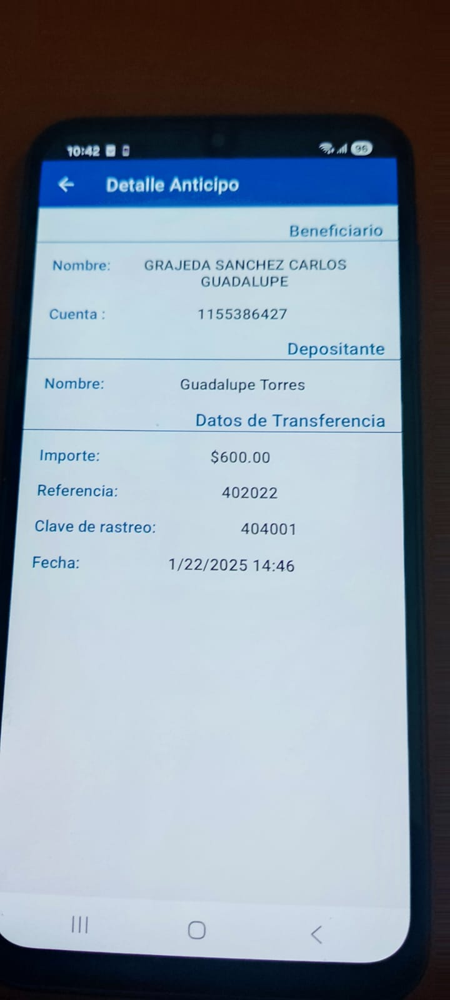 10:42
96
Detalle Anticipo
Beneficiario
Nombre: GRAJEDA SANCHEZ CARLOS
GUADALUPE
Cuenta : 1155386427
Depositante
Nombre: Guadalupe Torres
Datos de Transferencia
Importe: $600.00
Referencia: 402022
Clave de rastreo: 404001
Fecha: 1/22/2025 14:46